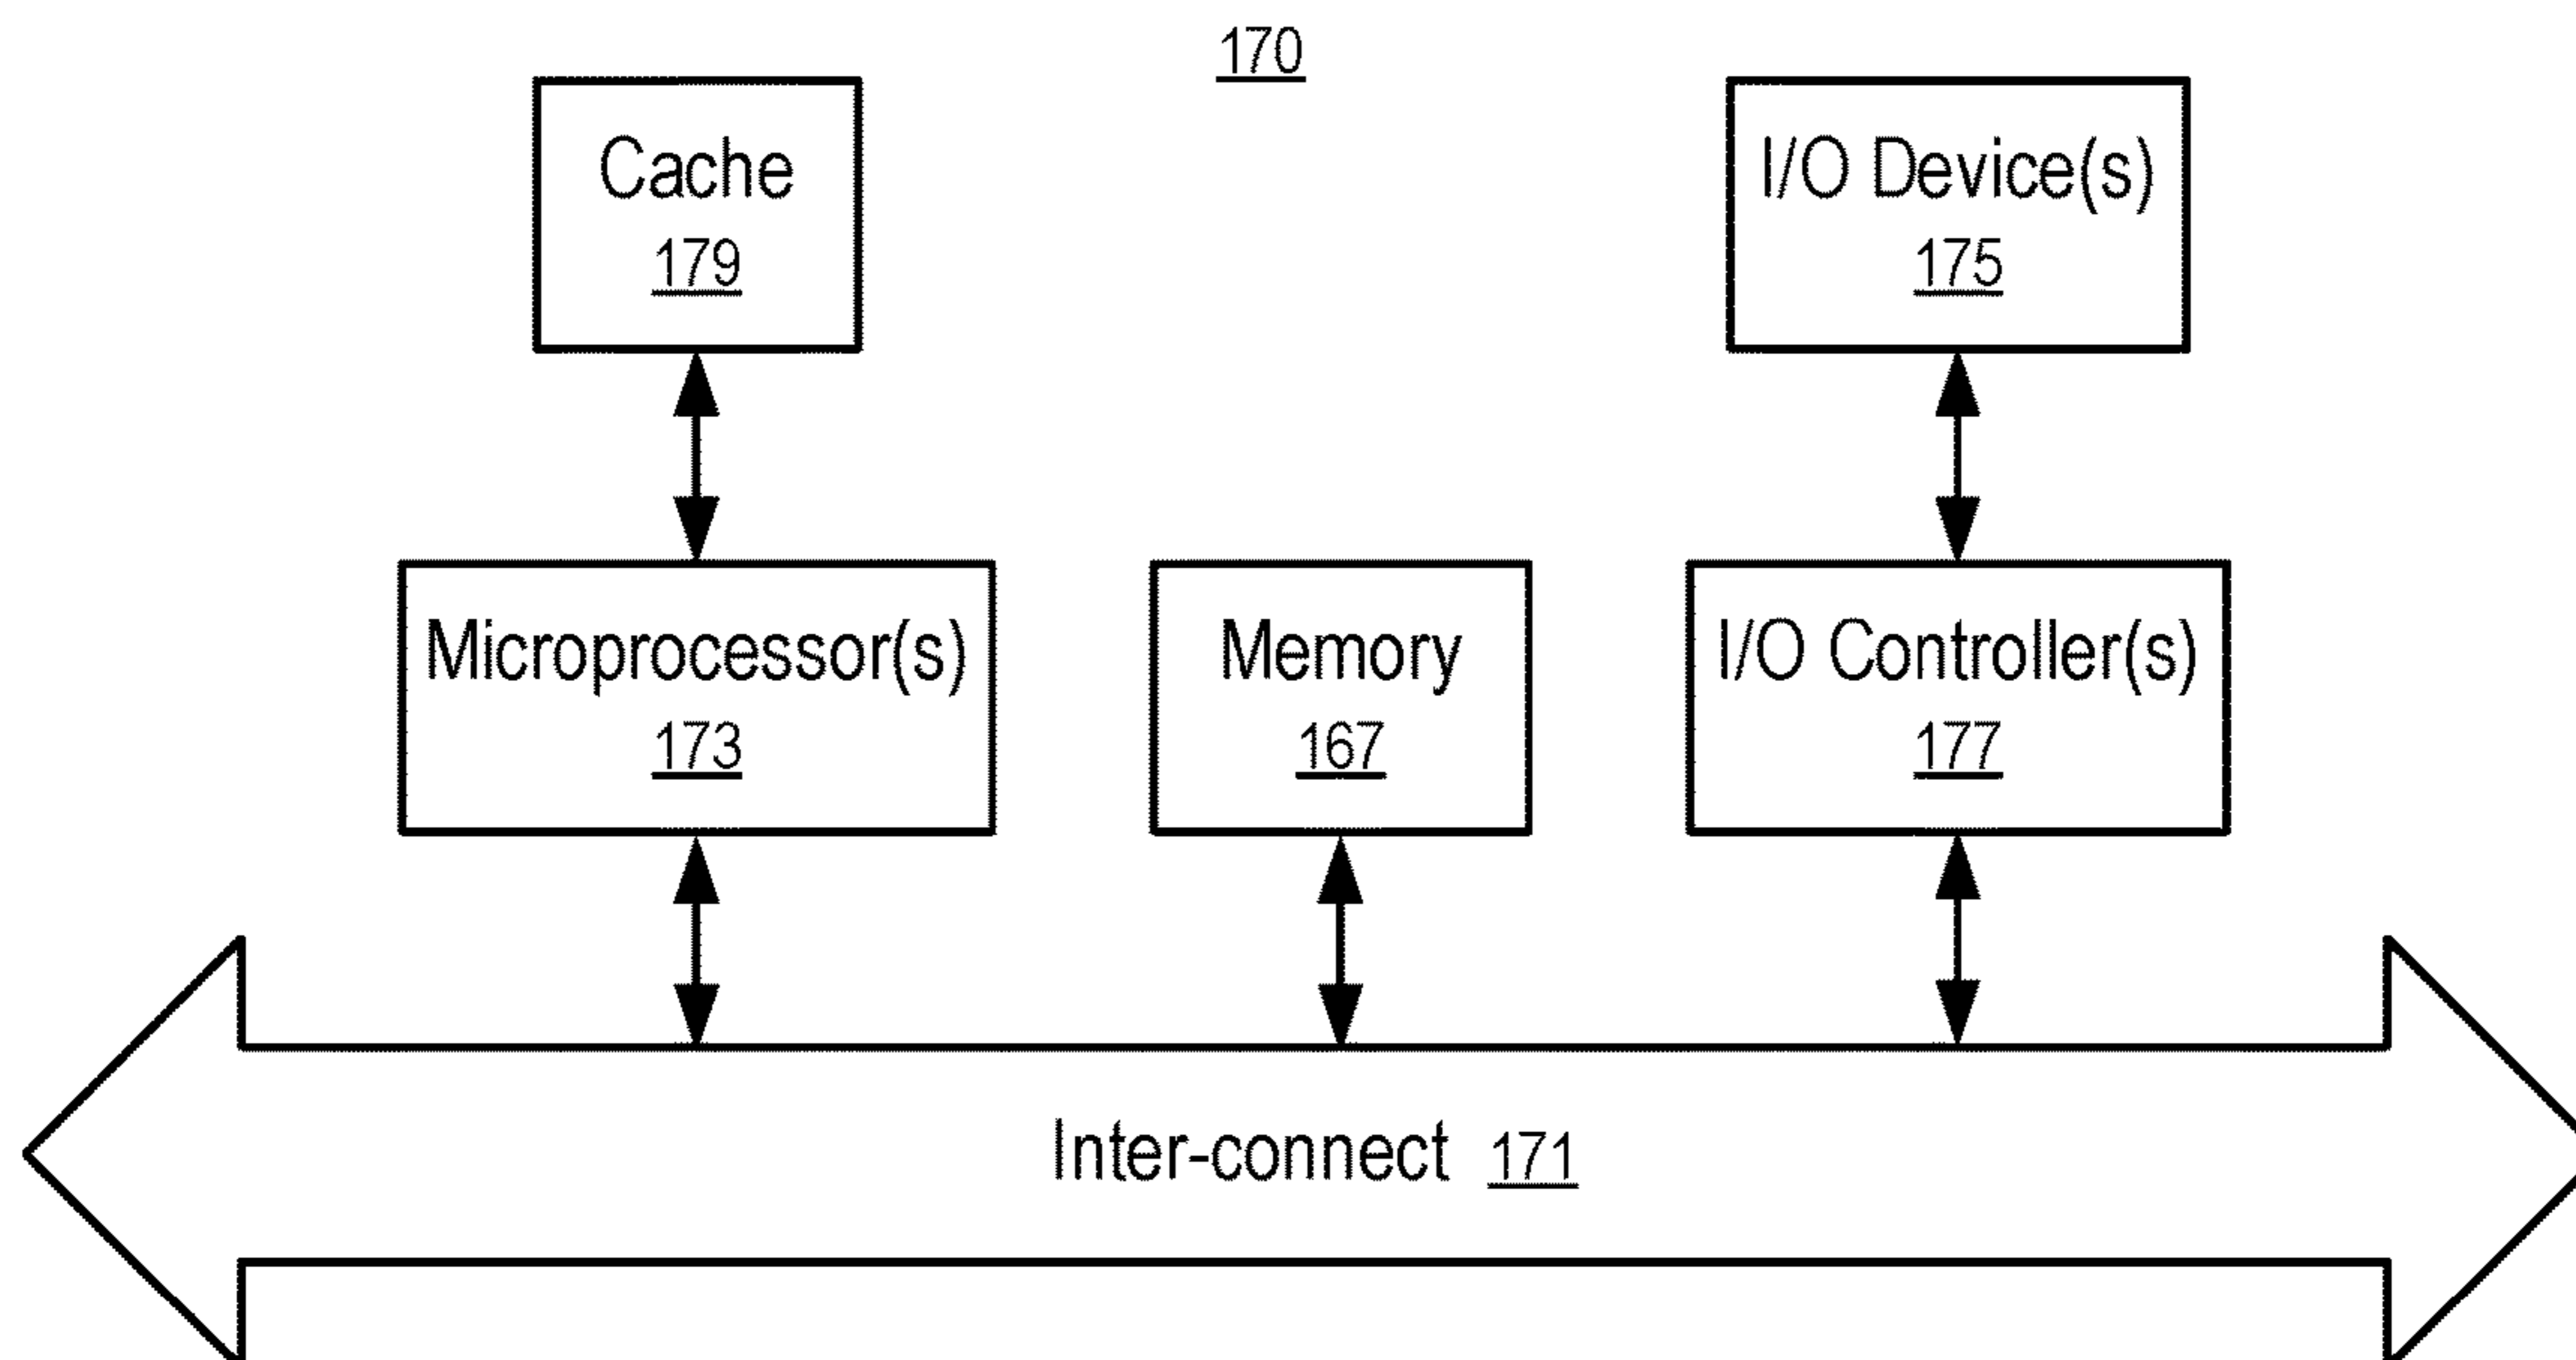 170
Cache
179
I/O Device(s)
175
Microprocessor(s)
173
Memory
167
I/O Controller(s)
177
Inter-connect 171